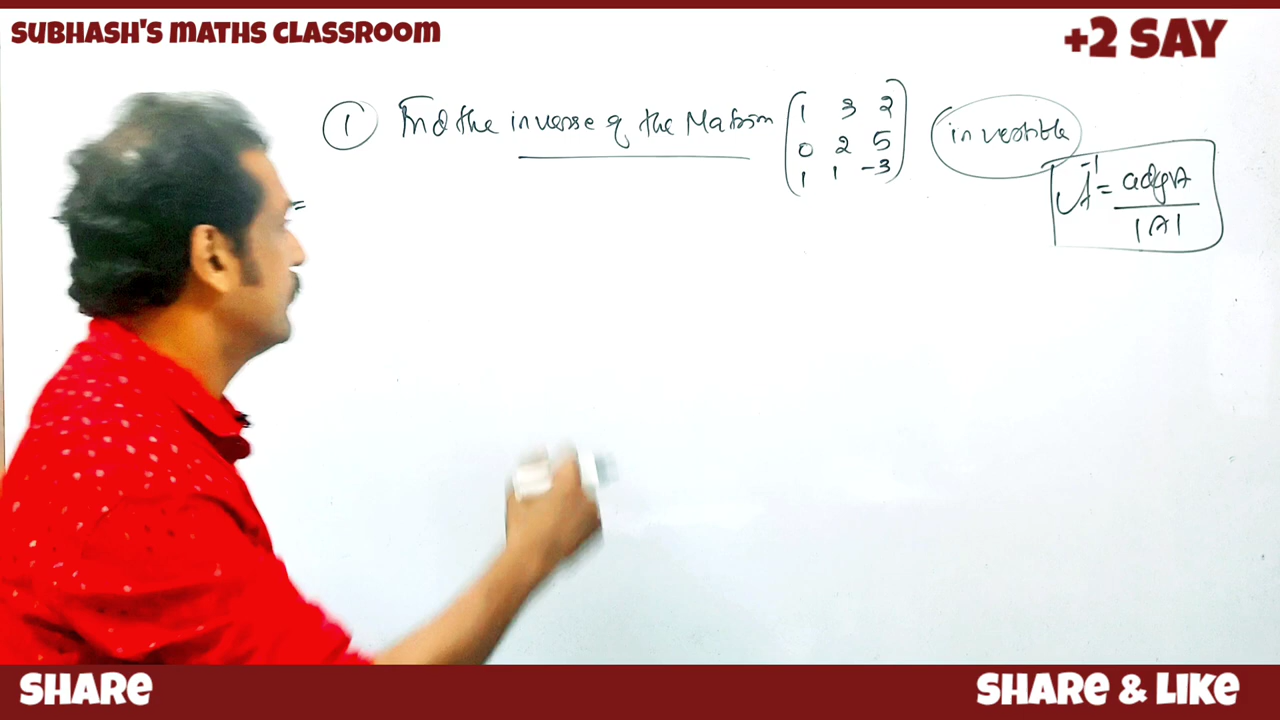 SUBHASH'S MATHS CLASSROOM
+2 SAY
1 Find the inverse of the Matrix
1 3 2
0 2 5
1 1 -3
invertible
A⁻¹ = adjA / |A|
=
SHARE
SHARE & LIKE